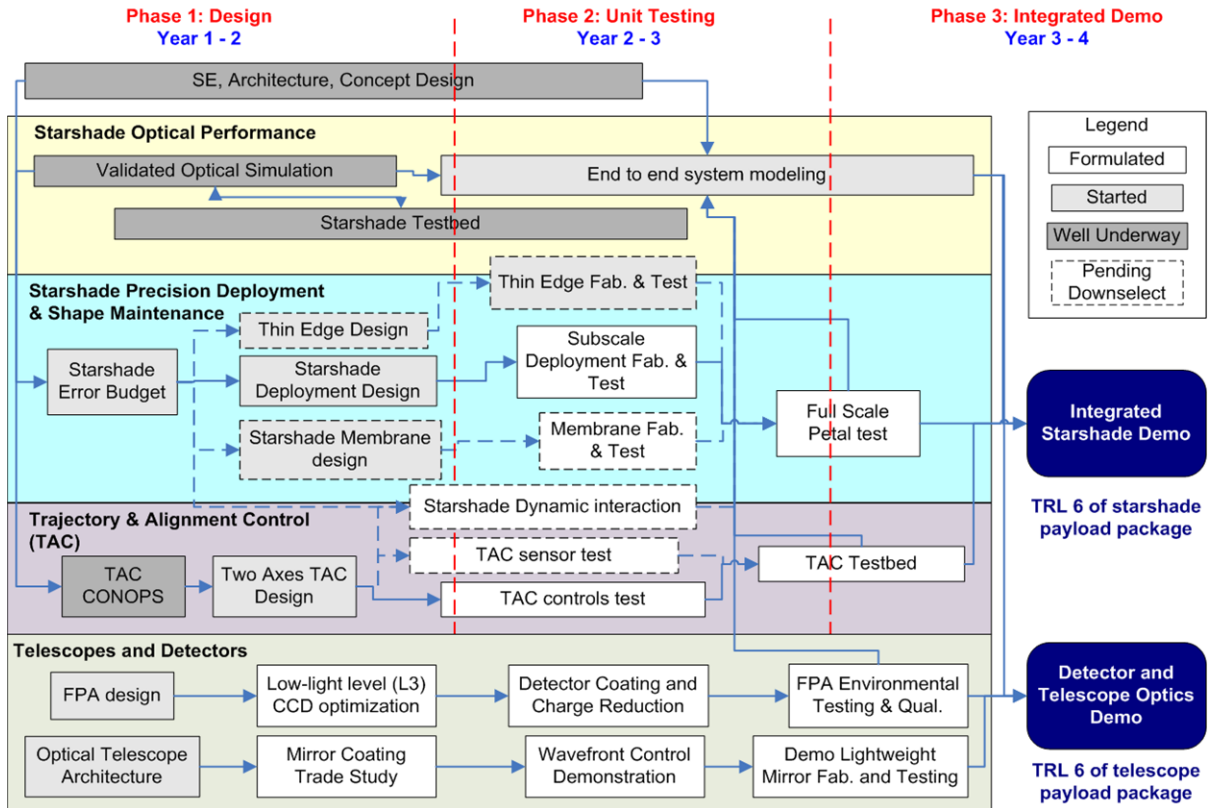 Phase 1: Design
Year 1 - 2
Phase 2: Unit Testing
Year 2 - 3
Phase 3: Integrated Demo
Year 3 - 4
SE, Architecture, Concept Design
Starshade Optical Performance
Validated Optical Simulation
End to end system modeling
Starshade Testbed
Legend
Formulated
Started
Well Underway
Pending
Downselect
Starshade Precision Deployment
& Shape Maintenance
Thin Edge Design
Thin Edge Fab. & Test
Starshade
Error Budget
Starshade
Deployment Design
Subscale
Deployment Fab. &
Test
Starshade Membrane
design
Membrane Fab.
& Test
Full Scale
Petal test
Integrated
Starshade Demo
TRL 6 of starshade
payload package
Starshade Dynamic interaction
Trajectory & Alignment Control
(TAC)
TAC
CONOPS
Two Axes TAC
Design
TAC sensor test
TAC controls test
TAC Testbed
Telescopes and Detectors
FPA design
Low-light level (L3)
CCD optimization
Detector Coating and
Charge Reduction
FPA Environmental
Testing & Qual.
Optical Telescope
Architecture
Mirror Coating
Trade Study
Wavefront Control
Demonstration
Demo Lightweight
Mirror Fab. and Testing
Detector and
Telescope Optics
Demo
TRL 6 of telescope
payload package